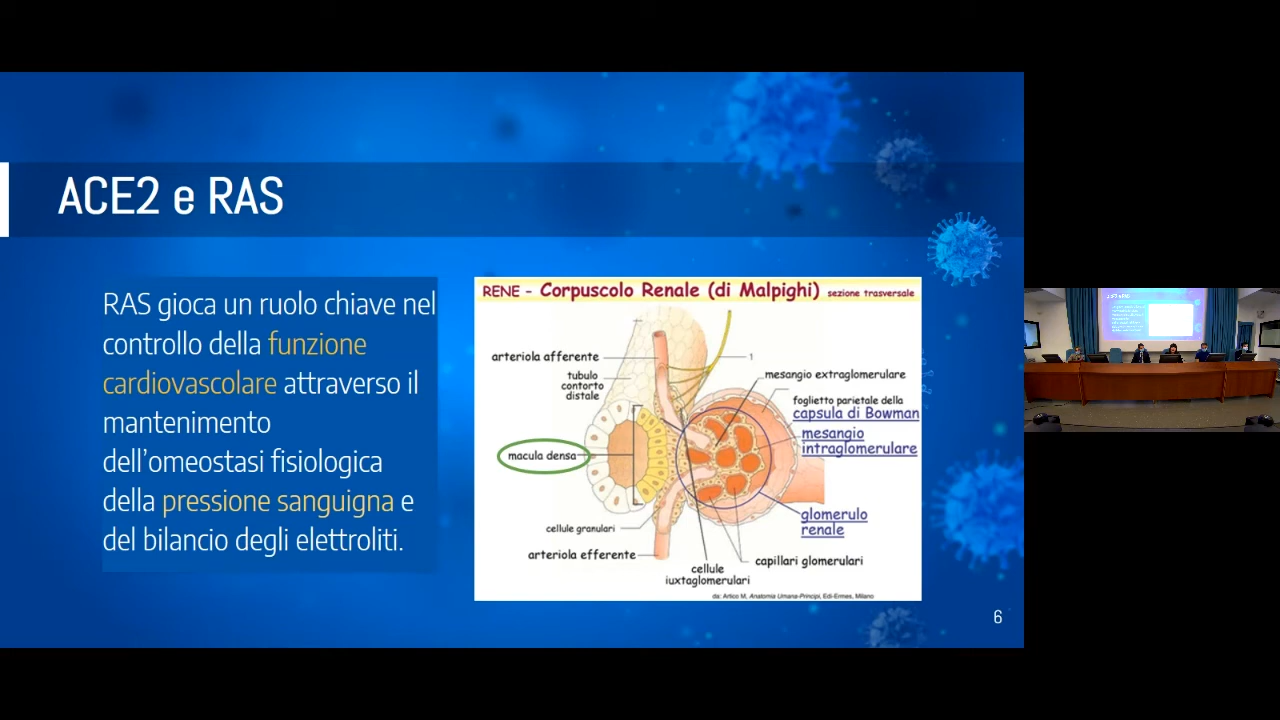 ACE2 e RAS
RAS gioca un ruolo chiave nel
controllo della funzione
cardiovascolare attraverso il
mantenimento
dell'omeostasi fisiologica
della pressione sanguigna e
del bilancio degli elettroliti.
RENE - Corpuscolo Renale (di Malpighi) sezione trasversale
arteriola afferente
1
tubulo
contorto
distale
mesangio extraglomerulare
foglietto parietale della
capsula di Bowman
mesangio
intraglomerulare
macula densa
glomerulo
renale
cellule granulari
arteriola efferente
capillari glomerulari
cellule
iuxtaglomerulari
da: Artico M, Anatomia Umana-Principi, Edi-Ermes, Milano
6